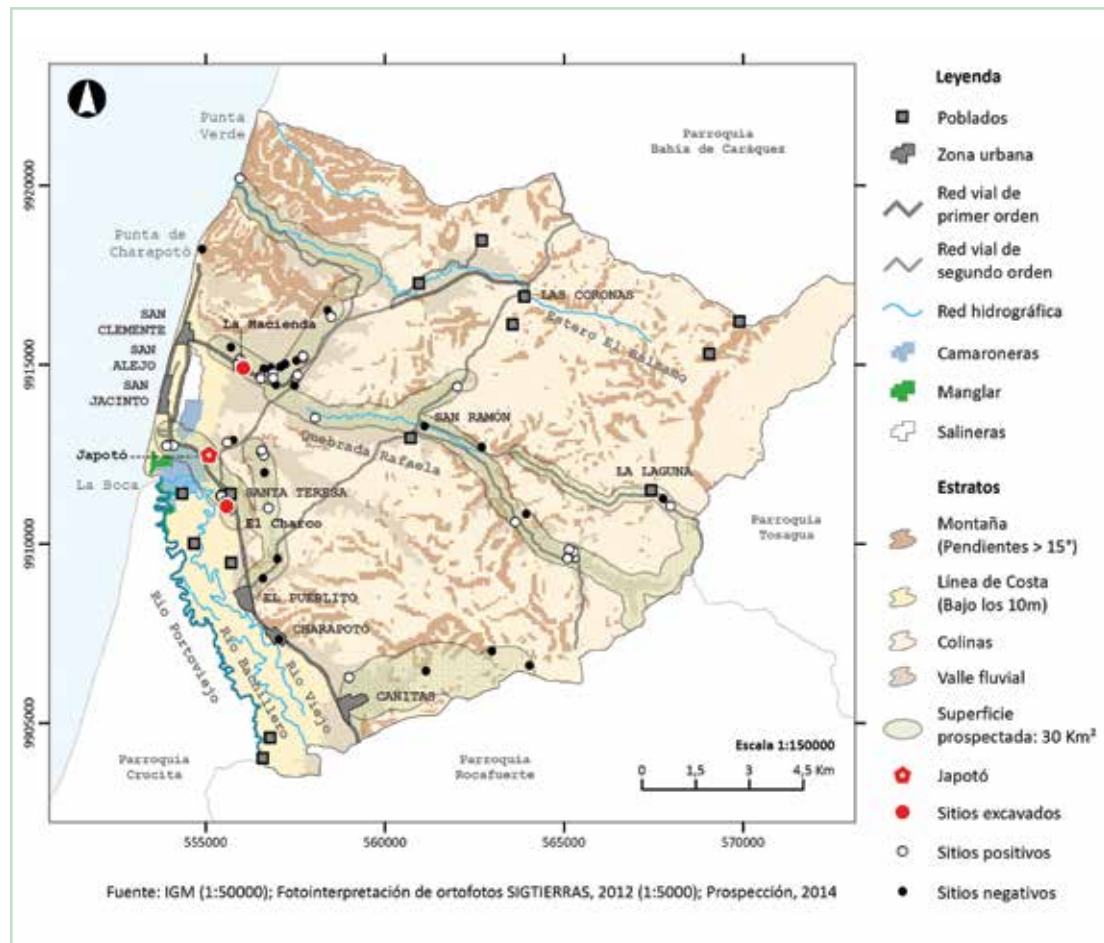 Punta
Verde
Parroquia
Bahía de Caráquez
Punta de
Charapotó
SAN
CLEMENTE
SAN
ALEJO
SAN
JACINTO
La Hacienda
LAS CORONAS
Estero El
SAN RAMÓN
Quebrada Rafaela
Japotó
La Boca
SANTA TERESA
El Charco
LA LAGUNA
Parroquia
Tosagua
EL PUEBLITO
CHARAPOTÓ
Río Portoviejo
Río Bachillero
Río Viejo
CAÑITAS
Parroquia
Crucita
Parroquia
Rocafuerte
Escala 1:150000
0 1,5 3 4,5 Km
9920000
9915000
9910000
9905000
555000
560000
565000
570000
Leyenda
Poblados
Zona urbana
Red vial de
primer orden
Red vial de
segundo orden
Red hidrográfica
Camaroneras
Manglar
Salineras
Estratos
Montaña
(Pendientes > 15°)
Línea de Costa
(Bajo los 10m)
Colinas
Valle fluvial
Superficie
prospectada: 30 Km²
Japotó
Sitios excavados
Sitios positivos
Sitios negativos
Fuente: IGM (1:50000); Fotointerpretación de ortofotos SIGTIERRAS, 2012 (1:5000); Prospección, 2014